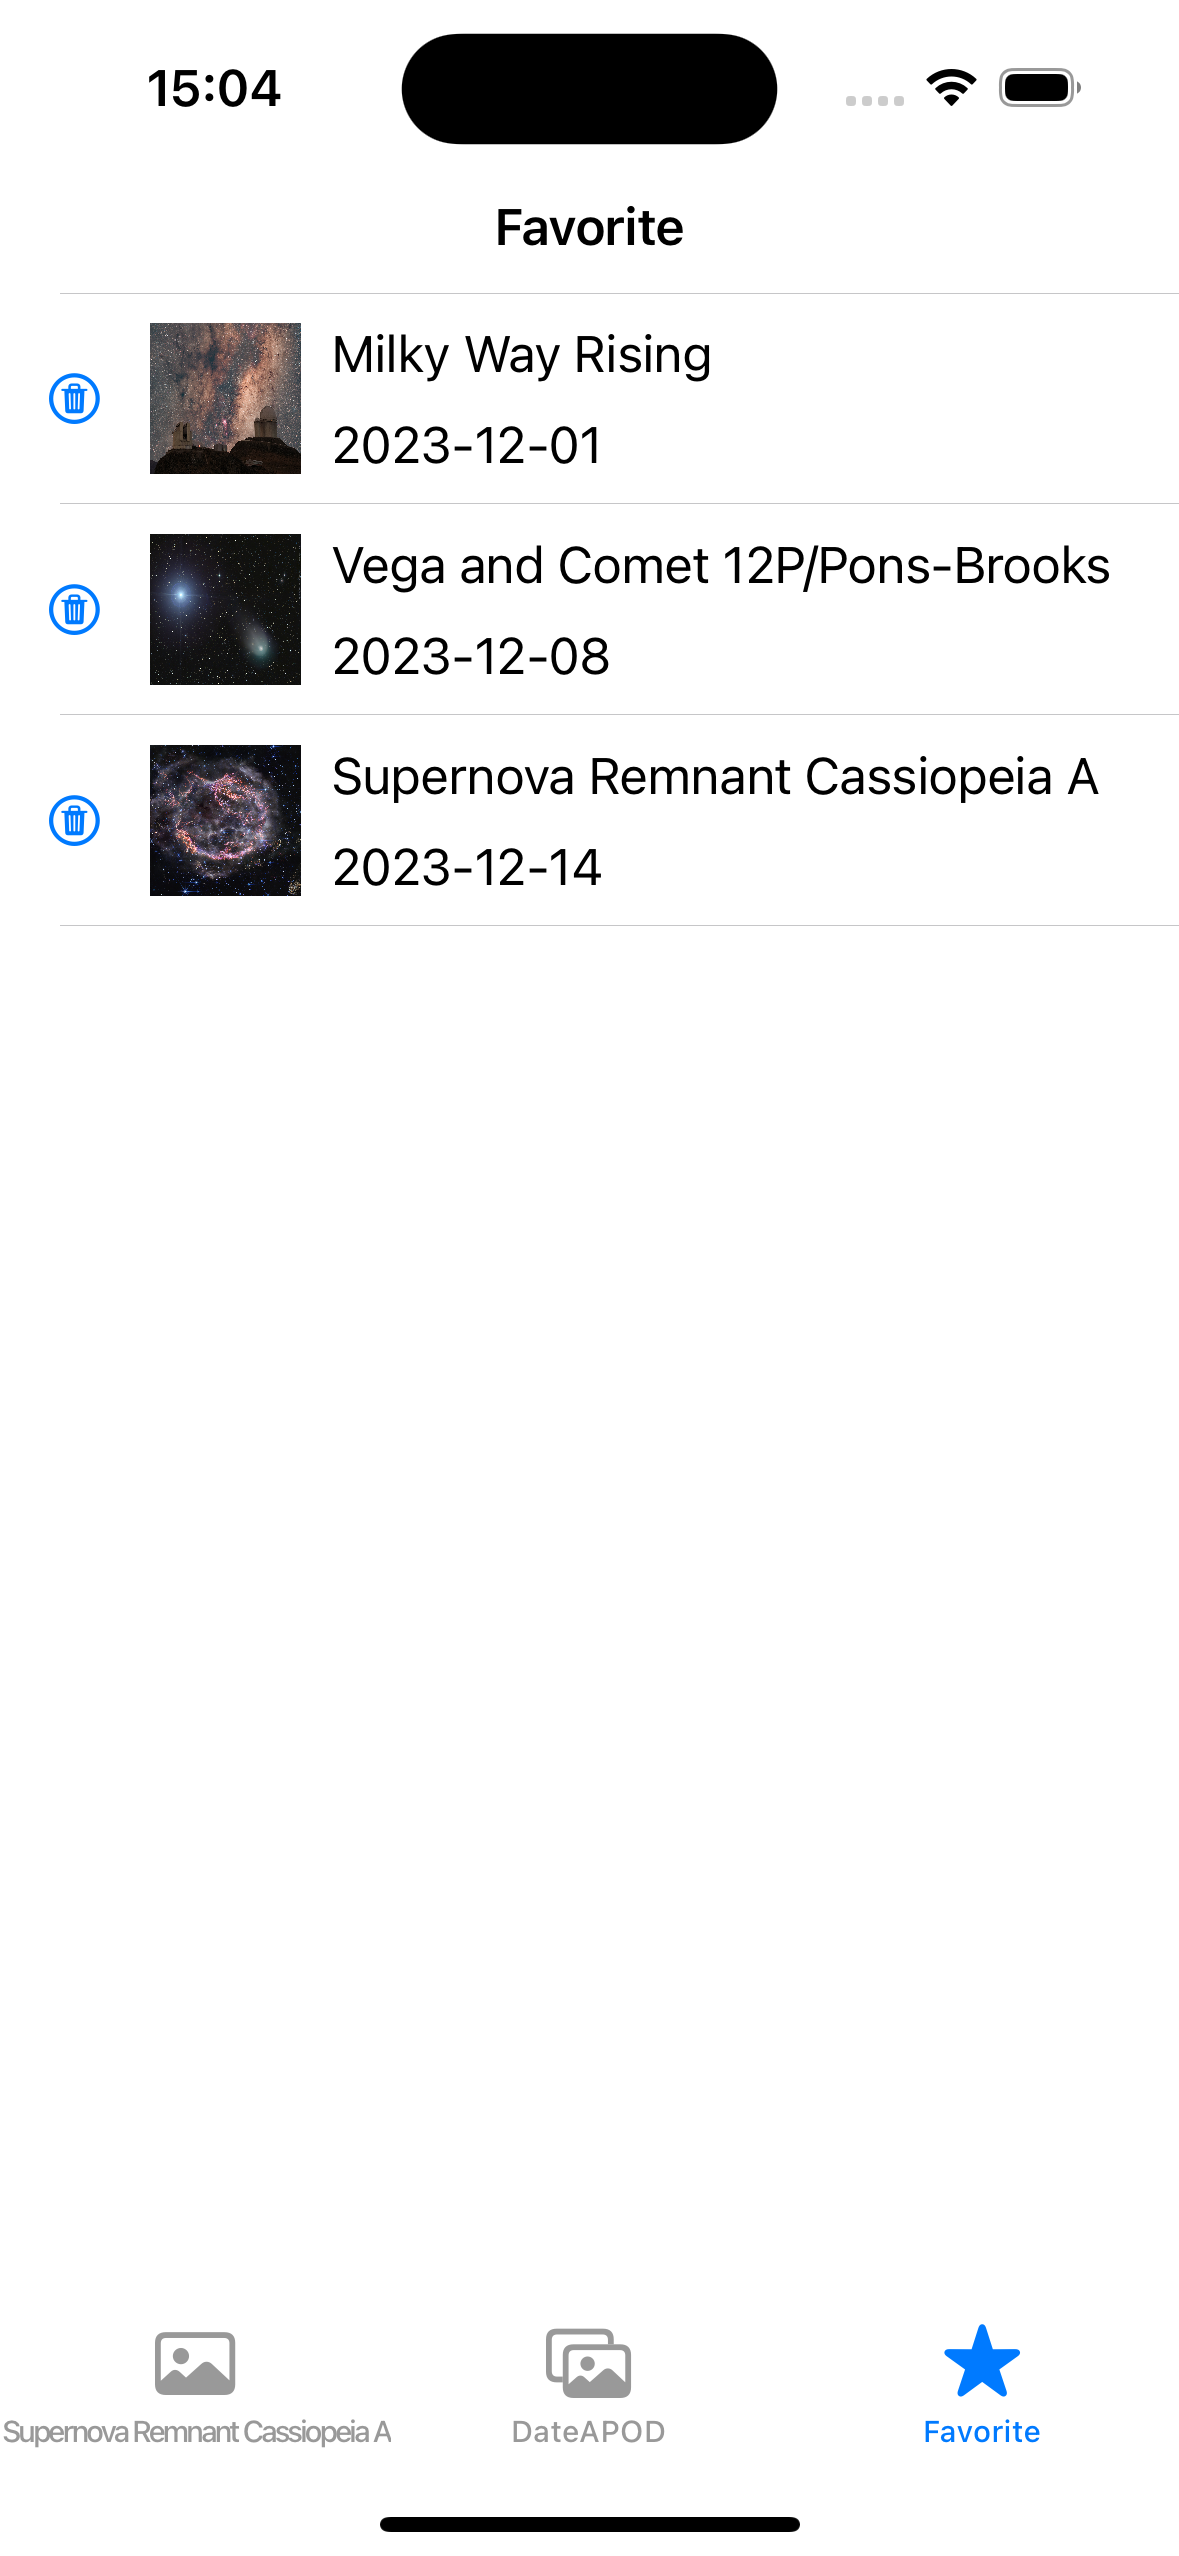 15:04
Favorite
Milky Way Rising
2023-12-01
Vega and Comet 12P/Pons-Brooks
2023-12-08
Supernova Remnant Cassiopeia A
2023-12-14
Supernova Remnant Cassiopeia A
DateAPOD
Favorite